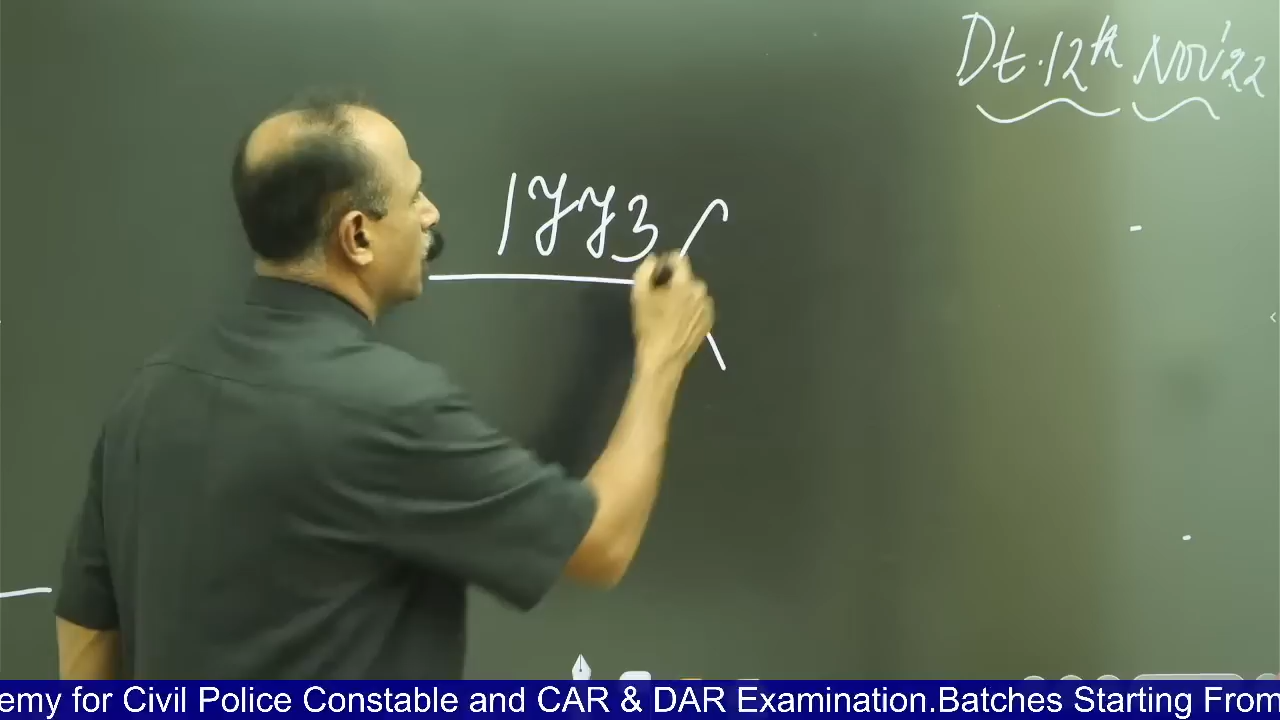 Dt. 12th Nov'22
1773
emy for Civil Police Constable and CAR & DAR Examination.Batches Starting From